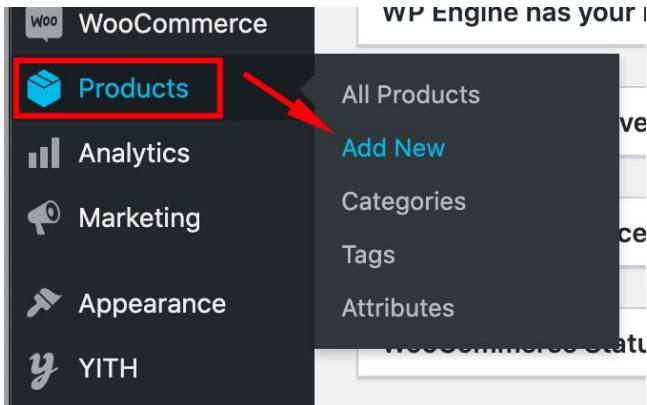 WOO WooCommerce
Products
Analytics
Marketing
Appearance
YITH
All Products
Add New
Categories
Tags
Attributes
WP Engine has your